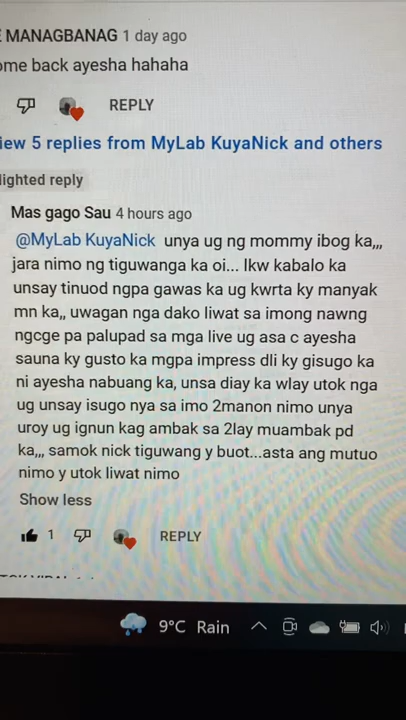 MANAGBANAG 1 day ago
ome back ayesha hahaha
REPLY
iew 5 replies from MyLab KuyaNick and others
lighted reply
Mas gago Sau 4 hours ago
@MyLab KuyaNick unya ug ng mommy ibog ka,,,
jara nimo ng tiguwanga ka oi... Ikw kabalo ka
unsay tinuod ngpa gawas ka ug kwrta ky manyak
mn ka,, uwagan nga dako liwat sa imong nawng
ngcge pa palupad sa mga live ug asa c ayesha
sauna ky gusto ka mgpa impress dli ky gisugo ka
ni ayesha nabuang ka, unsa diay ka wlay utok nga
ug unsay isugo nya sa imo 2manon nimo unya
uroy ug ignun kag ambak sa 2lay muambak pd
ka,,, samok nick tiguwang y buot...asta ang mutuo
nimo y utok liwat nimo
Show less
1
REPLY
9°C Rain